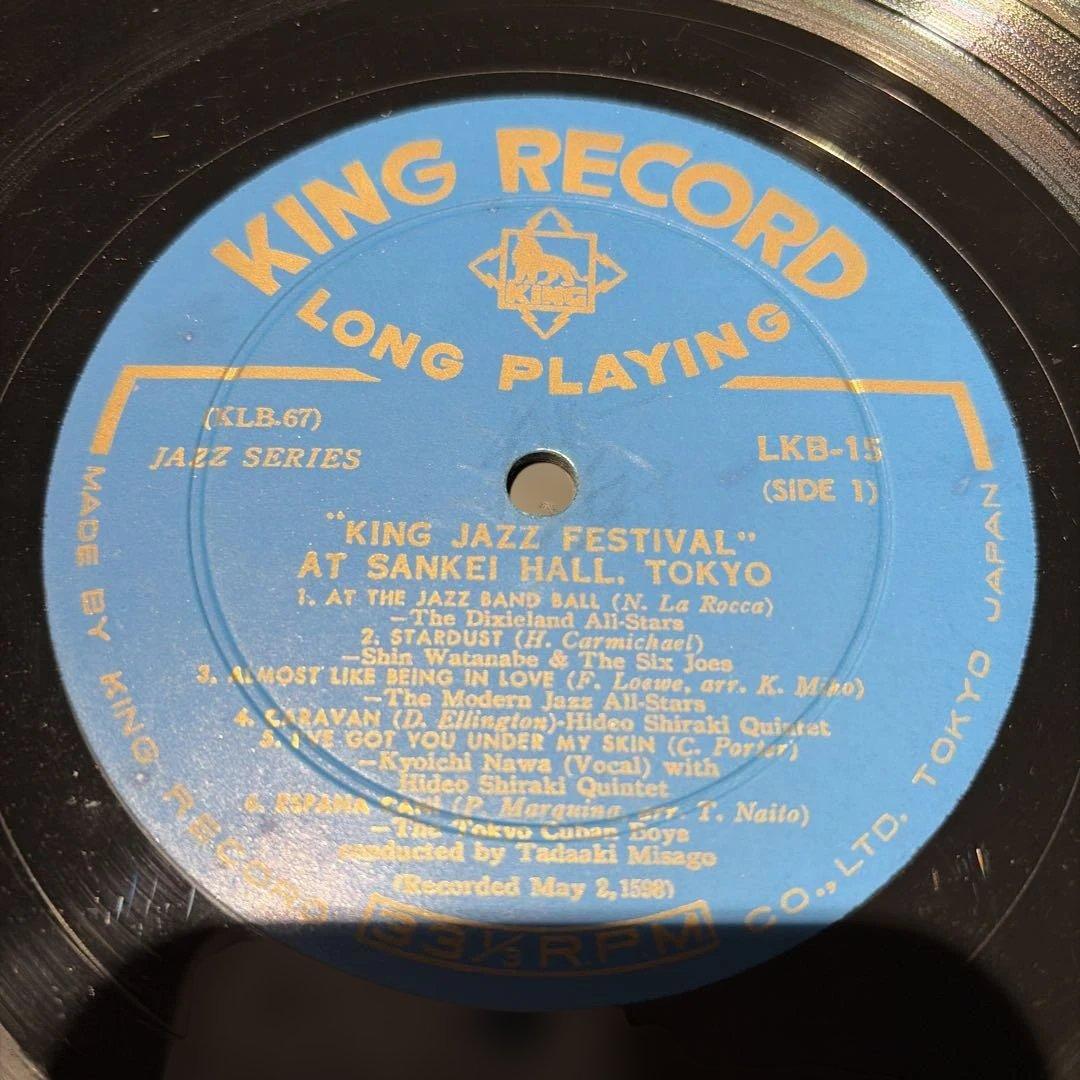 KING RECORD
KING
LONG PLAYING
(KLB-67)
JAZZ SERIES
LKB-15
(SIDE 1)
"KING JAZZ FESTIVAL"
AT SANKEI HALL, TOKYO
1. AT THE JAZZ BAND BALL (N. La Rocca)
—The Dixieland All-Stars
2. STARDUST (H. Carmichael)
—Shin Watanabe & The Six Joes
3. ALMOST LIKE BEING IN LOVE (F. Loewe, arr. K. Miho)
—The Modern Jazz All-Stars
4. CARAVAN (D. Ellington)-Hideo Shiraki Quintet
5. I'VE GOT YOU UNDER MY SKIN (C. Porter)
—Kyoichi Nawa (Vocal) with
Hideo Shiraki Quintet
6. ESPAÑA CAÑI (P. Marquina, arr. T. Naito)
—The Tokyo Cuban Boys
conducted by Tadaaki Misago
(Recorded May 2, 1598)
33 1/3 R.P.M
MADE BY KING RECORD CO., LTD. TOKYO JAPAN